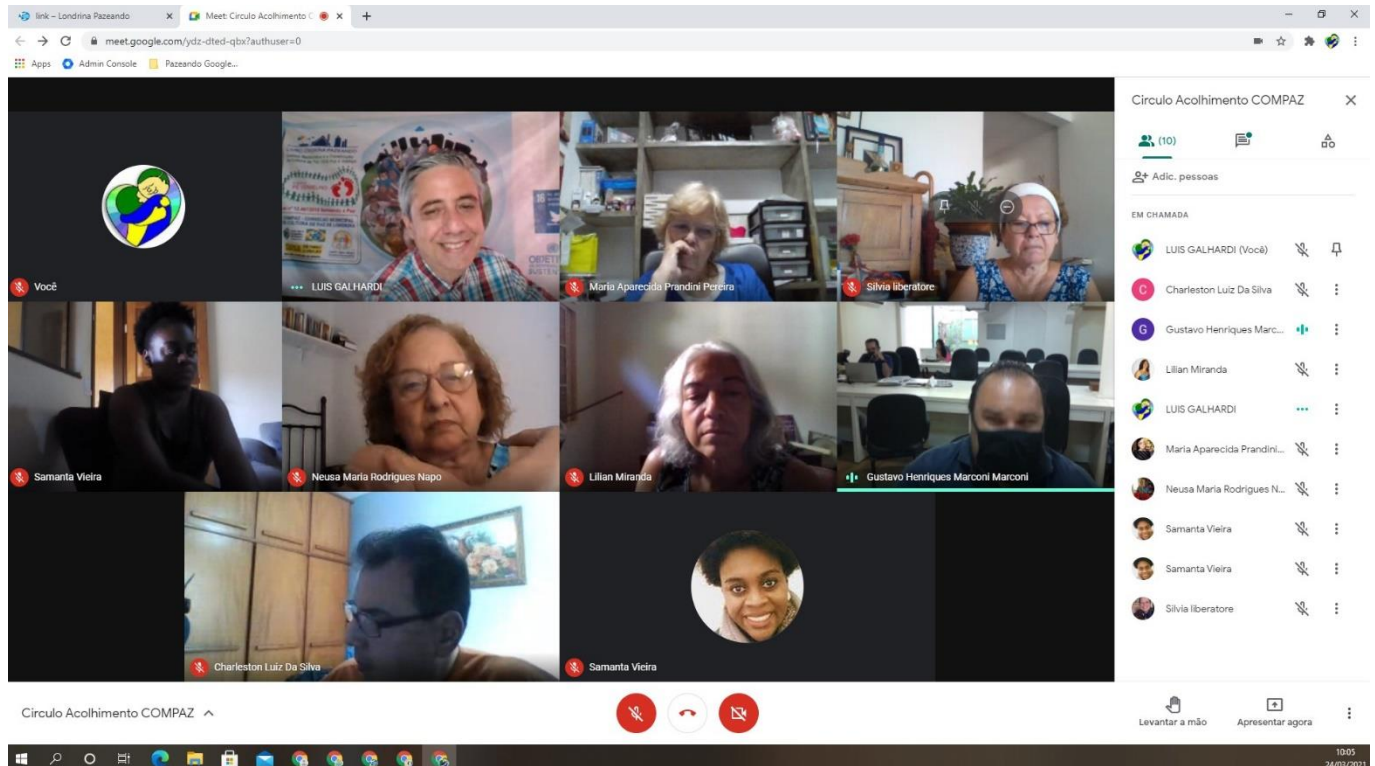 link – Londrina Pazeando
Meet: Circulo Acolhimento C
meet.google.com/ydz-dted-qbx?authuser=0
Apps
Admin Console
Pazeando Google...
Circulo Acolhimento COMPAZ
(10)
Adic. pessoas
EM CHAMADA
LUIS GALHARDI (Você)
C
Charleston Luiz Da Silva
G
Gustavo Henriques Marc...
Lilian Miranda
LUIS GALHARDI
Maria Aparecida Prandini...
Neusa Maria Rodrigues N...
Samanta Vieira
Samanta Vieira
Silvia liberatore
Você
LUIS GALHARDI
Maria Aparecida Prandini Pereira
Silvia liberatore
Samanta Vieira
Neusa Maria Rodrigues Napo
Lilian Miranda
Gustavo Henriques Marconi Marconi
Charleston Luiz Da Silva
Samanta Vieira
Circulo Acolhimento COMPAZ
Levantar a mão
Apresentar agora
10:05
24/03/2021